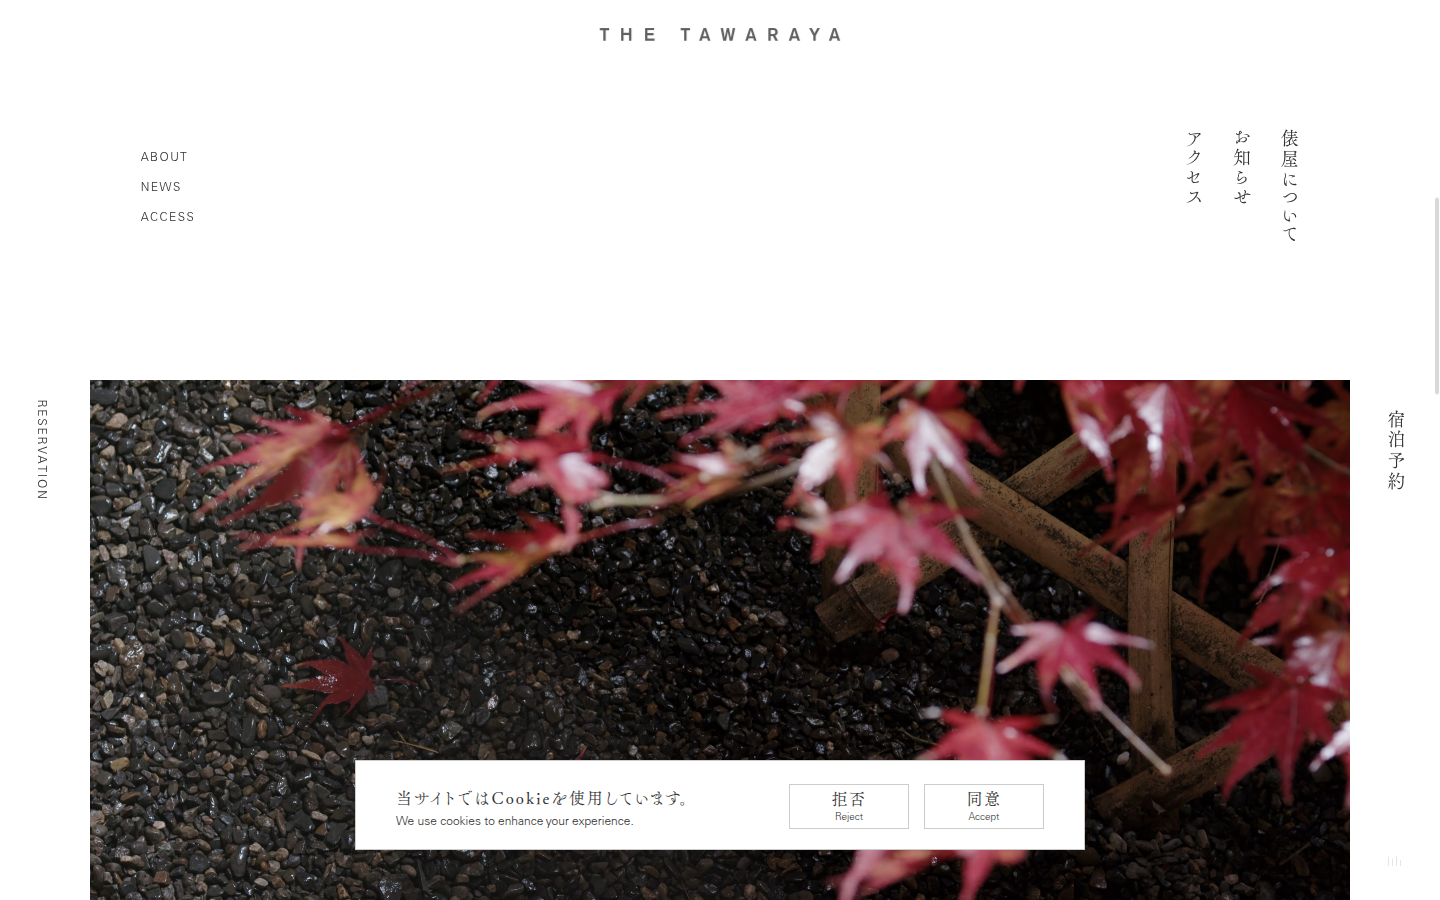 THE TAWARAYA
ABOUT
NEWS
ACCESS
俵屋について
お知らせ
アクセス
RESERVATION
宿泊予約
当サイトではCookieを使用しています。
We use cookies to enhance your experience.
拒否
Reject
同意
Accept